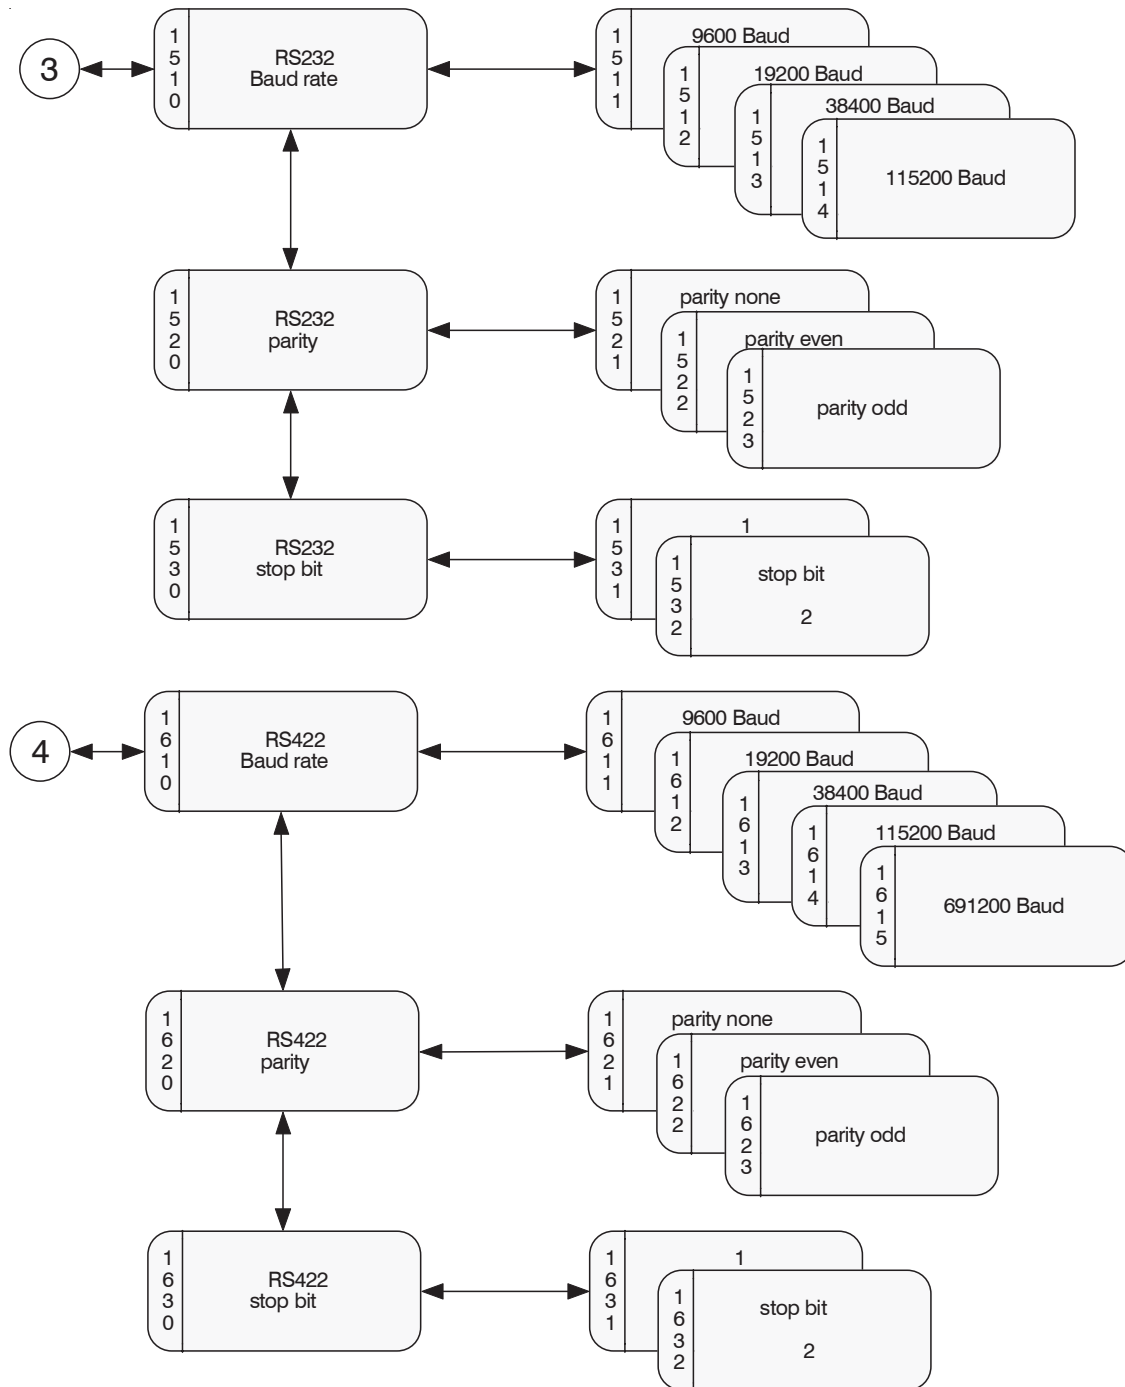 3
1510
RS232
Baud rate
1511
9600 Baud
1512
19200 Baud
1513
38400 Baud
1514
115200 Baud
1520
RS232
parity
1521
parity none
1522
parity even
1523
parity odd
1530
RS232
stop bit
1531
1
1532
stop bit
2
4
1610
RS422
Baud rate
1611
9600 Baud
1612
19200 Baud
1613
38400 Baud
1614
115200 Baud
1615
691200 Baud
1620
RS422
parity
1621
parity none
1622
parity even
1623
parity odd
1630
RS422
stop bit
1631
1
1632
stop bit
2